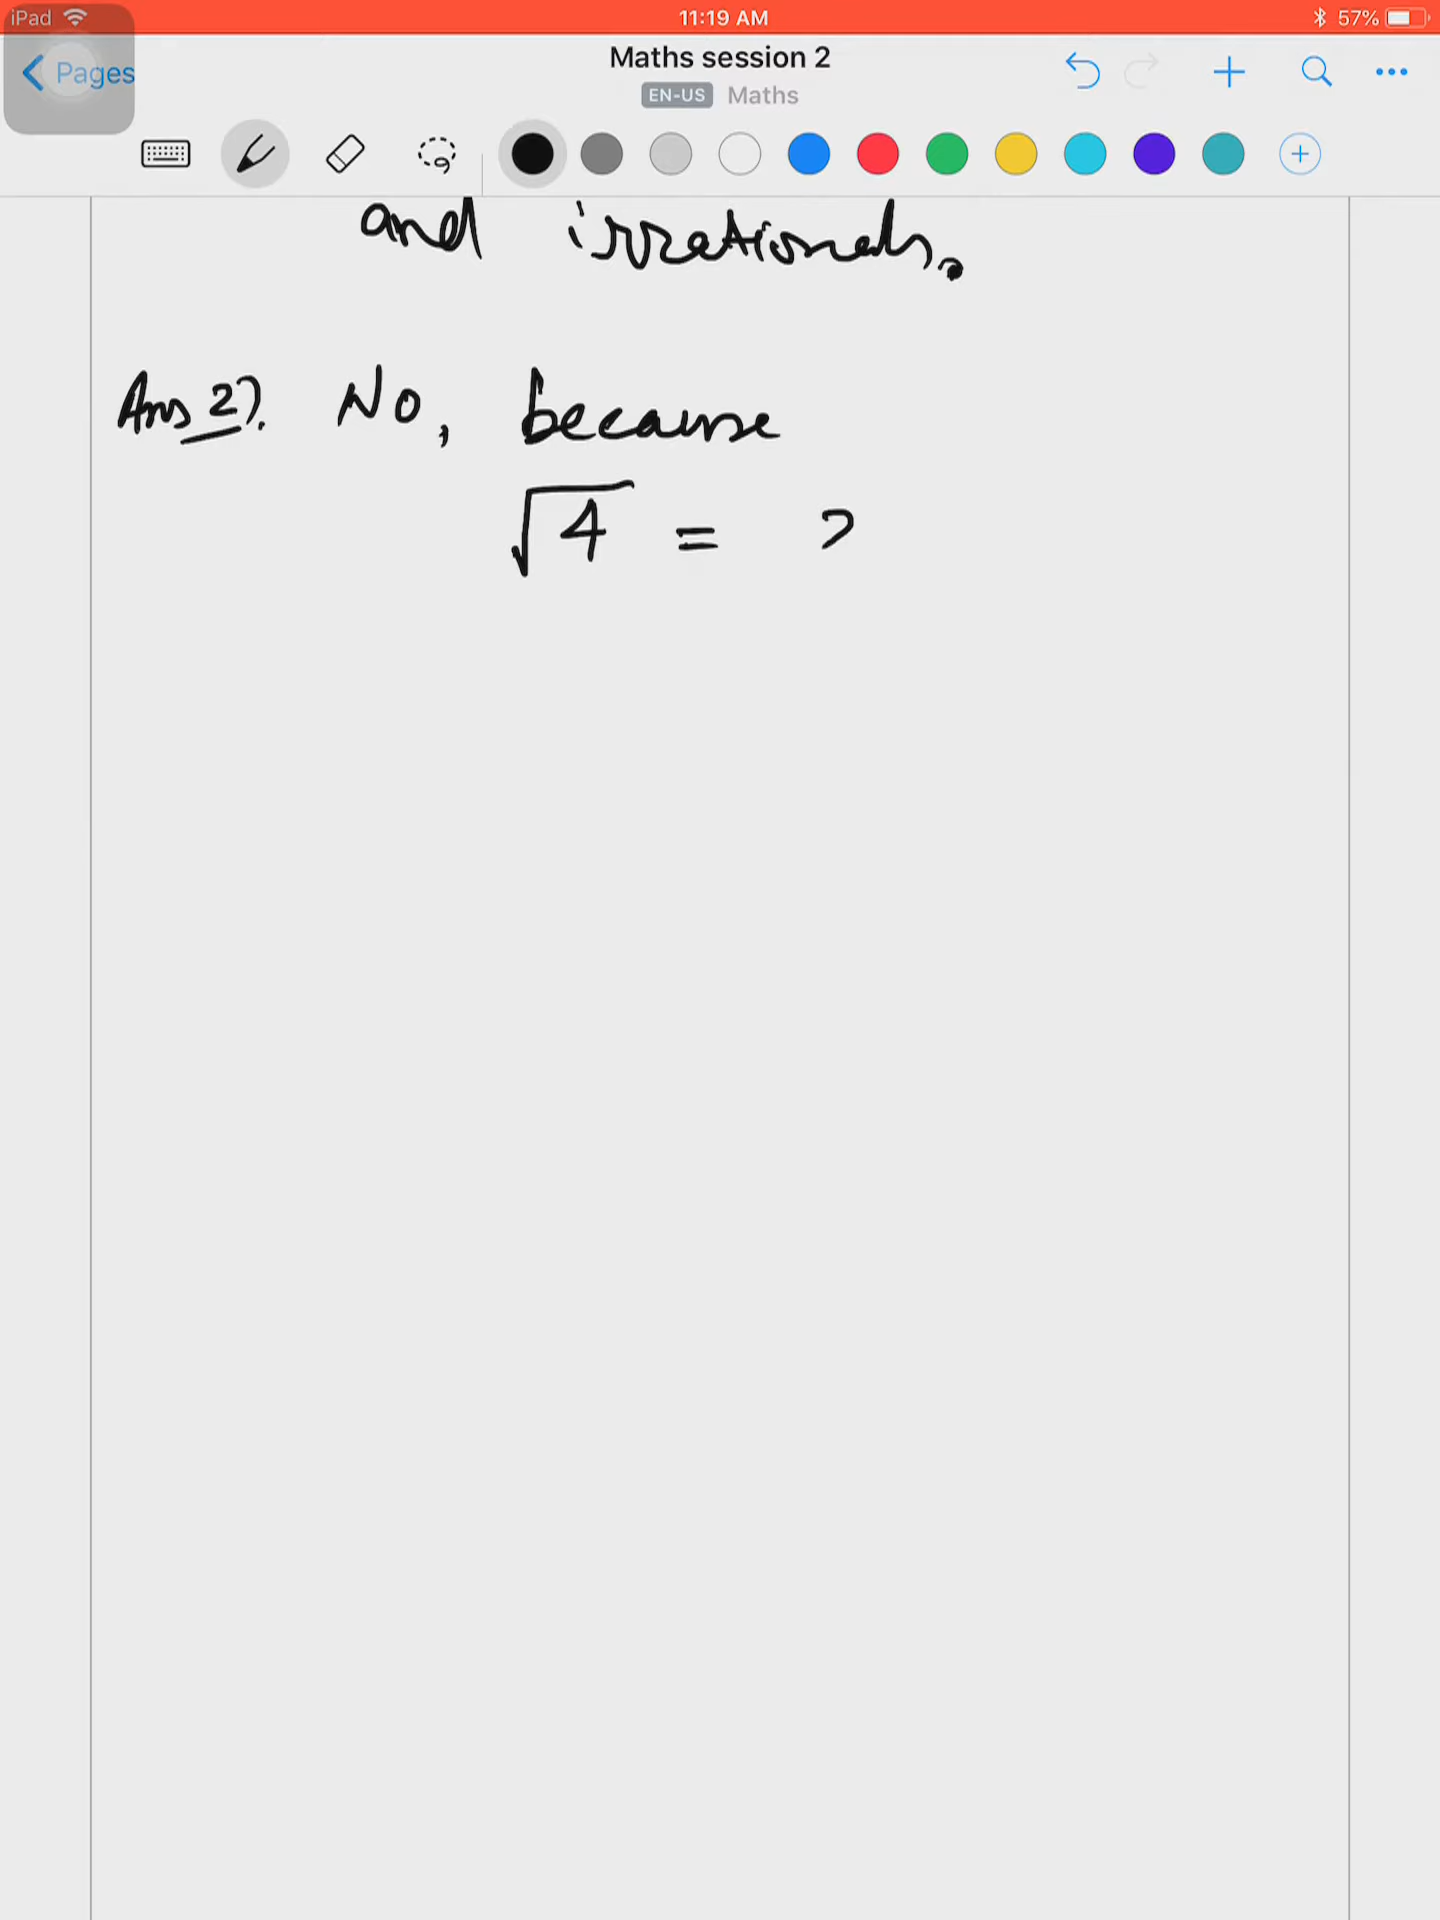 iPad 11:19 AM 57%
Pages Maths session 2
EN-US Maths
and irrationals.
Ans 2). No, because
√4 = 2